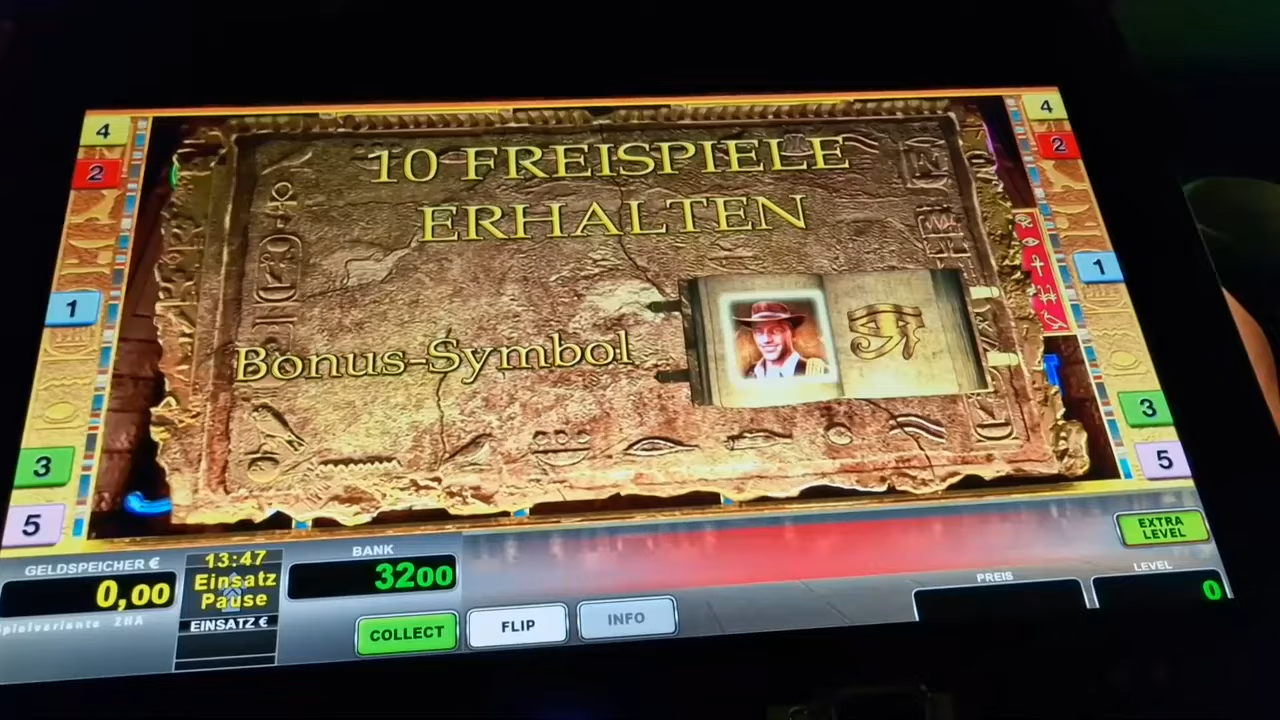 10 FREISPIELE
ERHALTEN
Bonus-Symbol
4
2
1
3
5
4
2
1
3
5
EXTRA
LEVEL
GELDSPEICHER €
0,00
13:47
Einsatz
Pause
EINSATZ €
BANK
3200
COLLECT
FLIP
INFO
PREIS
LEVEL
0